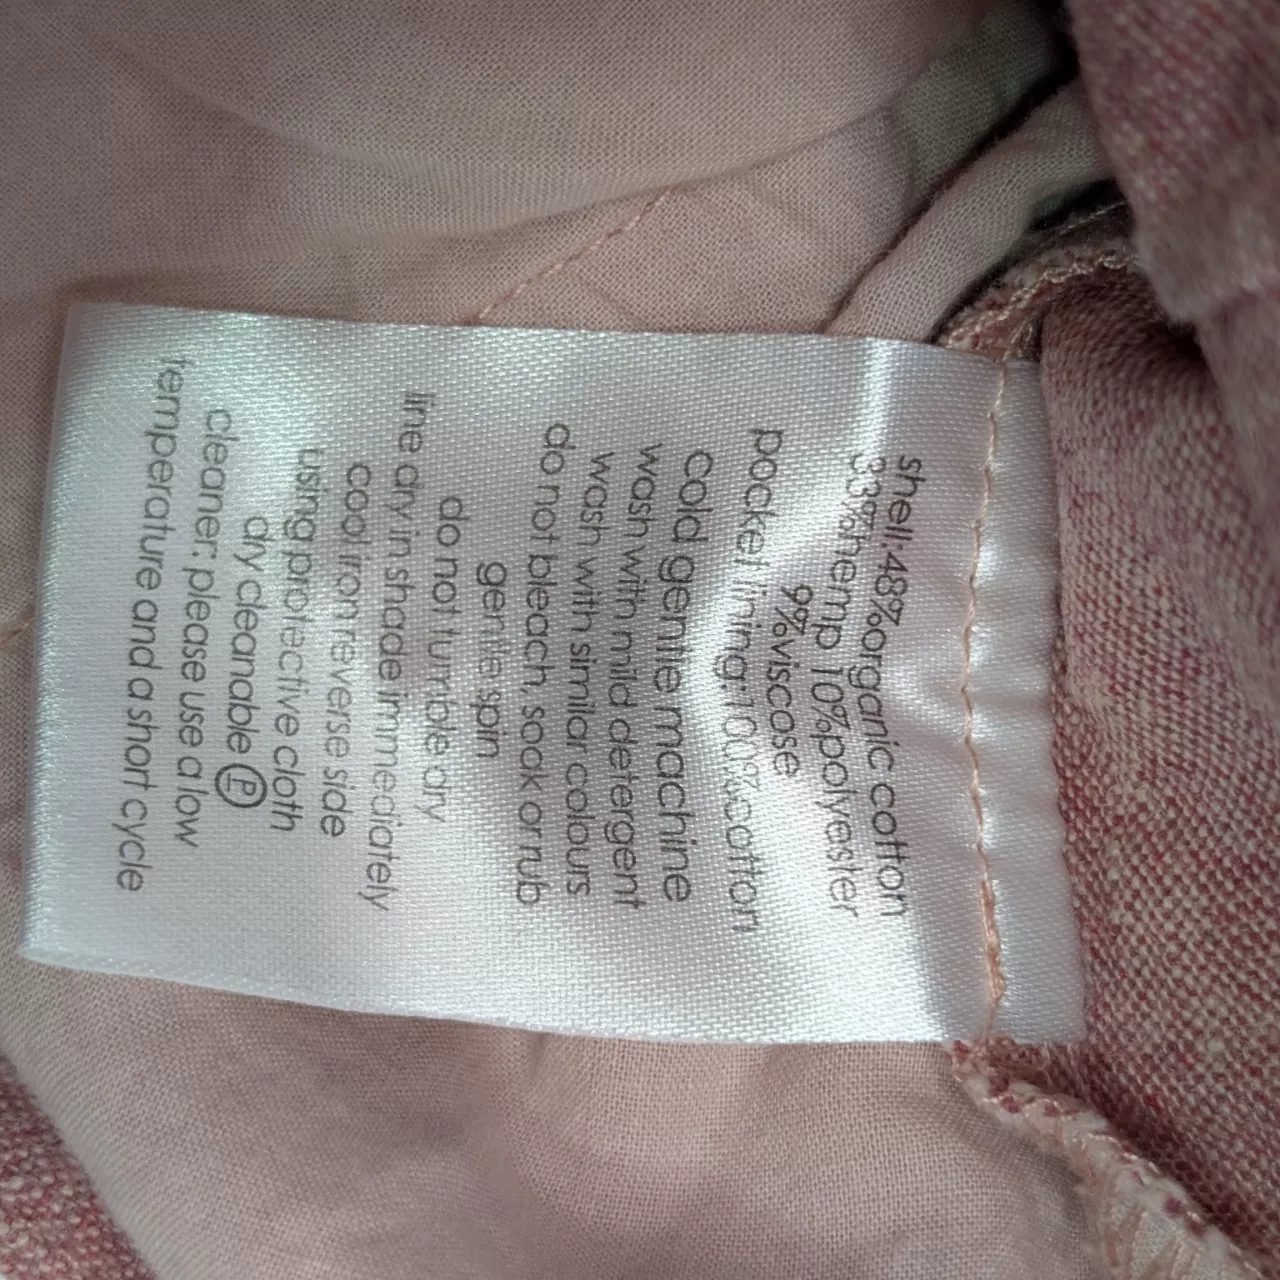 shell:48%organic cotton
33%hemp 10%polyester
9%viscose
pocket lining:100%cotton
cold gentle machine
wash with mild detergent
wash with similar colours
do not bleach, soak or rub
gentle spin
do not tumble dry
line dry in shade immediately
cool iron reverse side
using protective cloth
dry cleanable Ⓟ
cleaner: please use a low
temperature and a short cycle